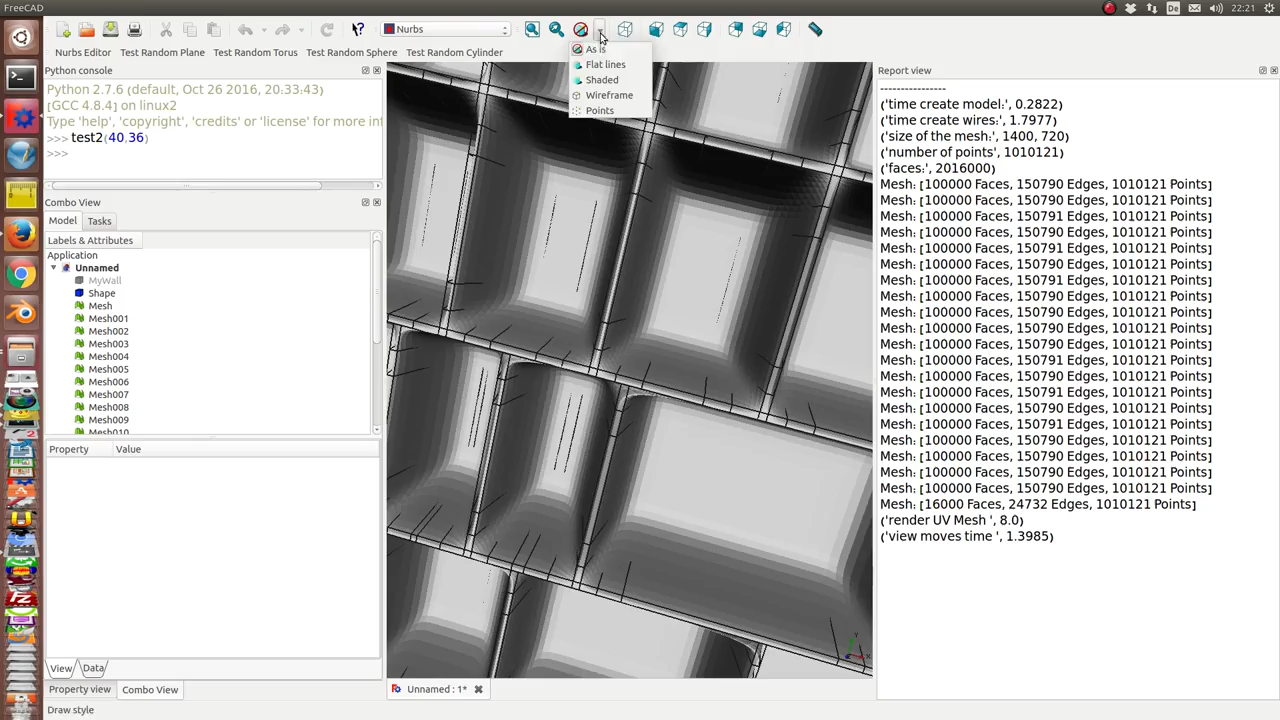 FreeCAD
De
22:21
Nurbs
Nurbs Editor
Test Random Plane
Test Random Torus
Test Random Sphere
Test Random Cylinder
As is
Flat lines
Shaded
Wireframe
Points
Python console
Python 2.7.6 (default, Oct 26 2016, 20:33:43)
[GCC 4.8.4] on linux2
Type 'help', 'copyright', 'credits' or 'license' for more
>>> test2(40,36)
>>>
Combo View
Model
Tasks
Labels & Attributes
Application
Unnamed
MyWall
Shape
Mesh
Mesh001
Mesh002
Mesh003
Mesh004
Mesh005
Mesh006
Mesh007
Mesh008
Mesh009
Mesh010
Property
Value
View
Data
Property view
Combo View
Unnamed : 1*
Draw style
Report view
---------------
('time create model:', 0.2822)
('time create wires:', 1.7977)
('size of the mesh:', 1400, 720)
('number of points', 1010121)
('faces:', 2016000)
Mesh: [100000 Faces, 150790 Edges, 1010121 Points]
Mesh: [100000 Faces, 150790 Edges, 1010121 Points]
Mesh: [100000 Faces, 150791 Edges, 1010121 Points]
Mesh: [100000 Faces, 150790 Edges, 1010121 Points]
Mesh: [100000 Faces, 150791 Edges, 1010121 Points]
Mesh: [100000 Faces, 150790 Edges, 1010121 Points]
Mesh: [100000 Faces, 150791 Edges, 1010121 Points]
Mesh: [100000 Faces, 150790 Edges, 1010121 Points]
Mesh: [100000 Faces, 150790 Edges, 1010121 Points]
Mesh: [100000 Faces, 150790 Edges, 1010121 Points]
Mesh: [100000 Faces, 150790 Edges, 1010121 Points]
Mesh: [100000 Faces, 150791 Edges, 1010121 Points]
Mesh: [100000 Faces, 150790 Edges, 1010121 Points]
Mesh: [100000 Faces, 150791 Edges, 1010121 Points]
Mesh: [100000 Faces, 150790 Edges, 1010121 Points]
Mesh: [100000 Faces, 150791 Edges, 1010121 Points]
Mesh: [100000 Faces, 150790 Edges, 1010121 Points]
Mesh: [100000 Faces, 150790 Edges, 1010121 Points]
Mesh: [100000 Faces, 150790 Edges, 1010121 Points]
Mesh: [100000 Faces, 150790 Edges, 1010121 Points]
Mesh: [16000 Faces, 24732 Edges, 1010121 Points]
('render UV Mesh ', 8.0)
('view moves time ', 1.3985)